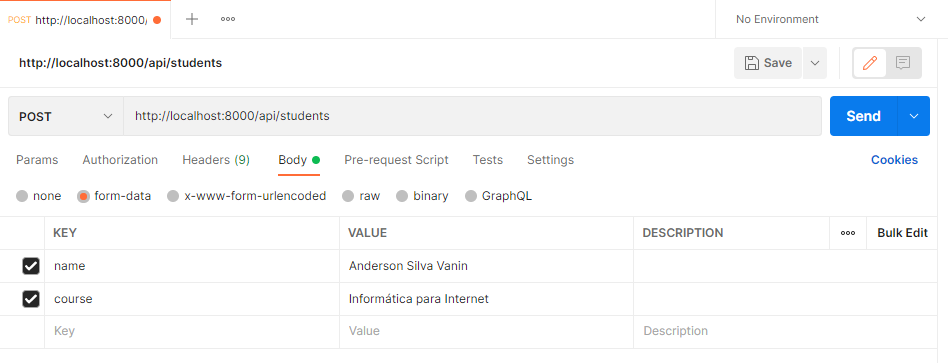 POST http://localhost:8000/ No Environment
http://localhost:8000/api/students Save
POST http://localhost:8000/api/students Send
Params Authorization Headers (9) Body Pre-request Script Tests Settings Cookies
none form-data x-www-form-urlencoded raw binary GraphQL
KEY VALUE DESCRIPTION Bulk Edit
name Anderson Silva Vanin
course Informática para Internet
Key Value Description